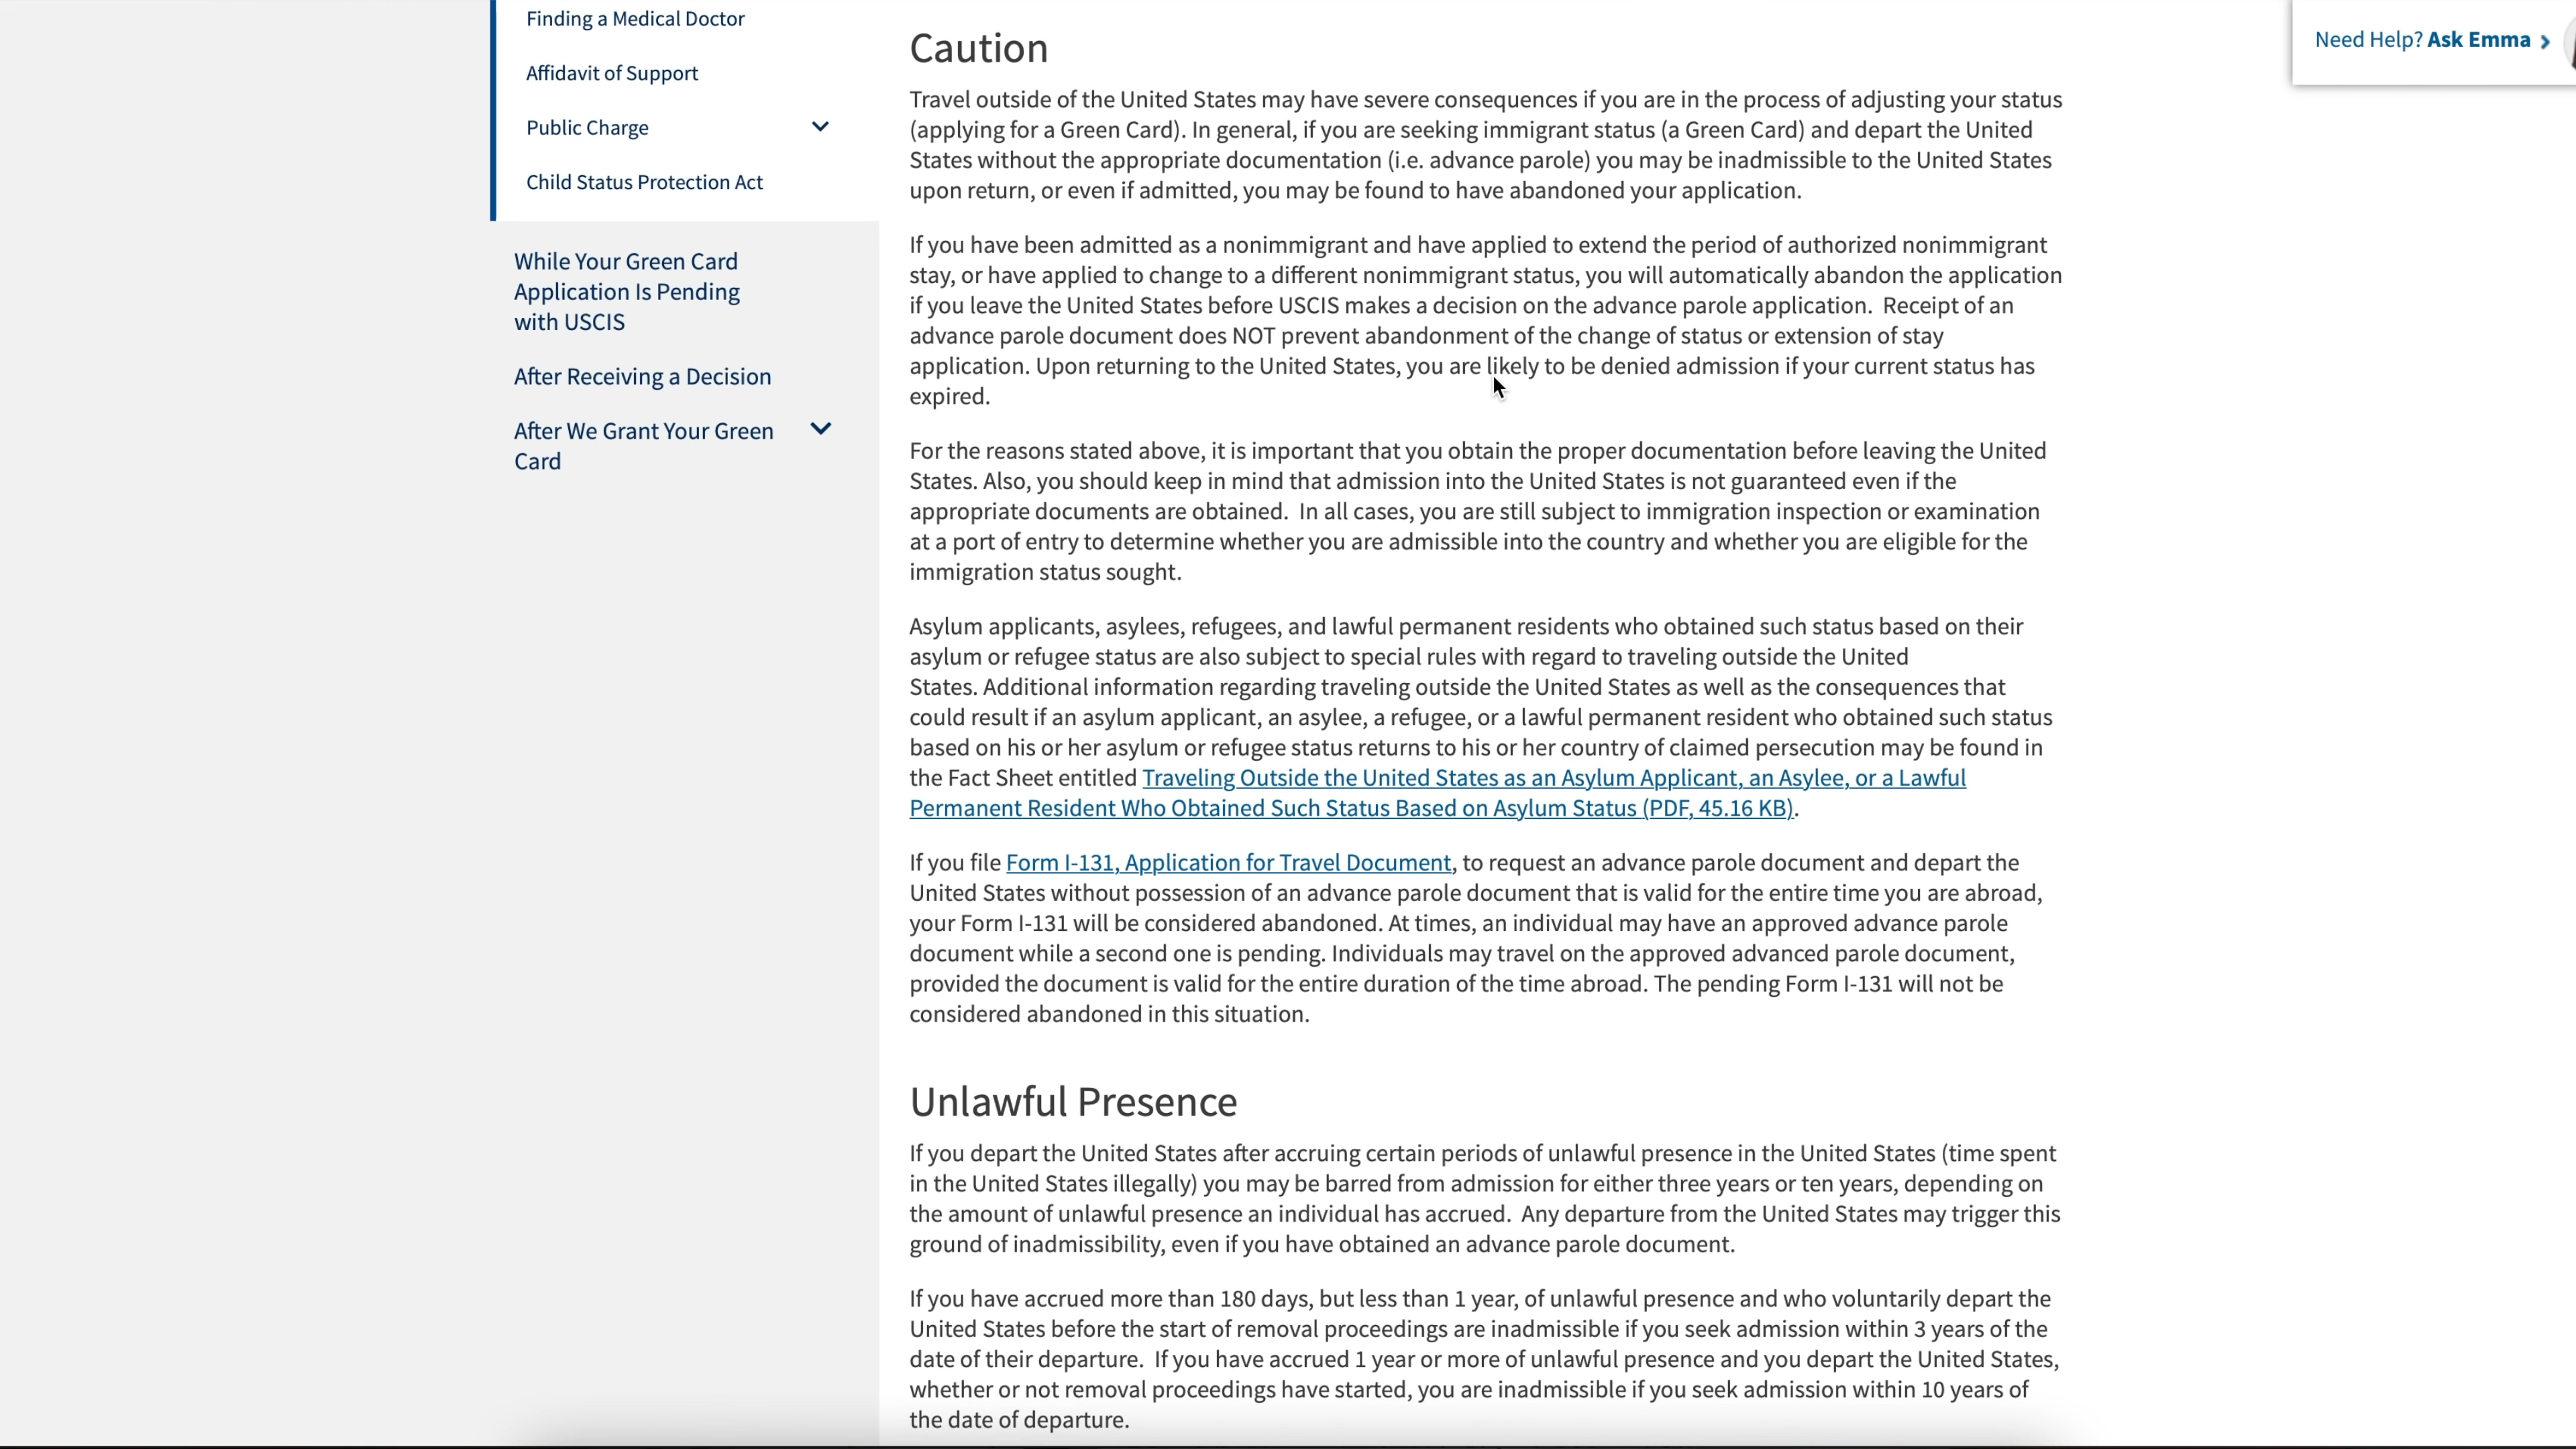 Finding a Medical Doctor
Affidavit of Support
Public Charge
Child Status Protection Act
While Your Green Card
Application Is Pending
with USCIS
After Receiving a Decision
After We Grant Your Green
Card
Need Help? Ask Emma
Caution
Travel outside of the United States may have severe consequences if you are in the process of adjusting your status
(applying for a Green Card). In general, if you are seeking immigrant status (a Green Card) and depart the United
States without the appropriate documentation (i.e. advance parole) you may be inadmissible to the United States
upon return, or even if admitted, you may be found to have abandoned your application.
If you have been admitted as a nonimmigrant and have applied to extend the period of authorized nonimmigrant
stay, or have applied to change to a different nonimmigrant status, you will automatically abandon the application
if you leave the United States before USCIS makes a decision on the advance parole application.  Receipt of an
advance parole document does NOT prevent abandonment of the change of status or extension of stay
application. Upon returning to the United States, you are likely to be denied admission if your current status has
expired.
For the reasons stated above, it is important that you obtain the proper documentation before leaving the United
States. Also, you should keep in mind that admission into the United States is not guaranteed even if the
appropriate documents are obtained.  In all cases, you are still subject to immigration inspection or examination
at a port of entry to determine whether you are admissible into the country and whether you are eligible for the
immigration status sought.
Asylum applicants, asylees, refugees, and lawful permanent residents who obtained such status based on their
asylum or refugee status are also subject to special rules with regard to traveling outside the United
States. Additional information regarding traveling outside the United States as well as the consequences that
could result if an asylum applicant, an asylee, a refugee, or a lawful permanent resident who obtained such status
based on his or her asylum or refugee status returns to his or her country of claimed persecution may be found in
the Fact Sheet entitled Traveling Outside the United States as an Asylum Applicant, an Asylee, or a Lawful
Permanent Resident Who Obtained Such Status Based on Asylum Status (PDF, 45.16 KB).
If you file Form I-131, Application for Travel Document, to request an advance parole document and depart the
United States without possession of an advance parole document that is valid for the entire time you are abroad,
your Form I-131 will be considered abandoned. At times, an individual may have an approved advance parole
document while a second one is pending. Individuals may travel on the approved advanced parole document,
provided the document is valid for the entire duration of the time abroad. The pending Form I-131 will not be
considered abandoned in this situation.
Unlawful Presence
If you depart the United States after accruing certain periods of unlawful presence in the United States (time spent
in the United States illegally) you may be barred from admission for either three years or ten years, depending on
the amount of unlawful presence an individual has accrued.  Any departure from the United States may trigger this
ground of inadmissibility, even if you have obtained an advance parole document.
If you have accrued more than 180 days, but less than 1 year, of unlawful presence and who voluntarily depart the
United States before the start of removal proceedings are inadmissible if you seek admission within 3 years of the
date of their departure.  If you have accrued 1 year or more of unlawful presence and you depart the United States,
whether or not removal proceedings have started, you are inadmissible if you seek admission within 10 years of
the date of departure.